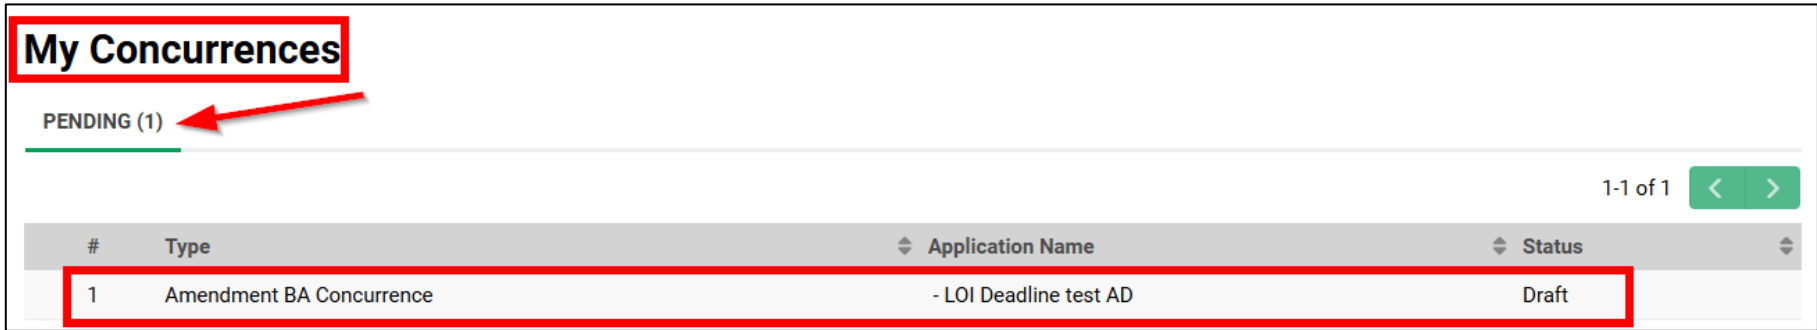 My Concurrences
PENDING (1)
1-1 of 1
# Type Application Name Status
1 Amendment BA Concurrence - LOI Deadline test AD Draft